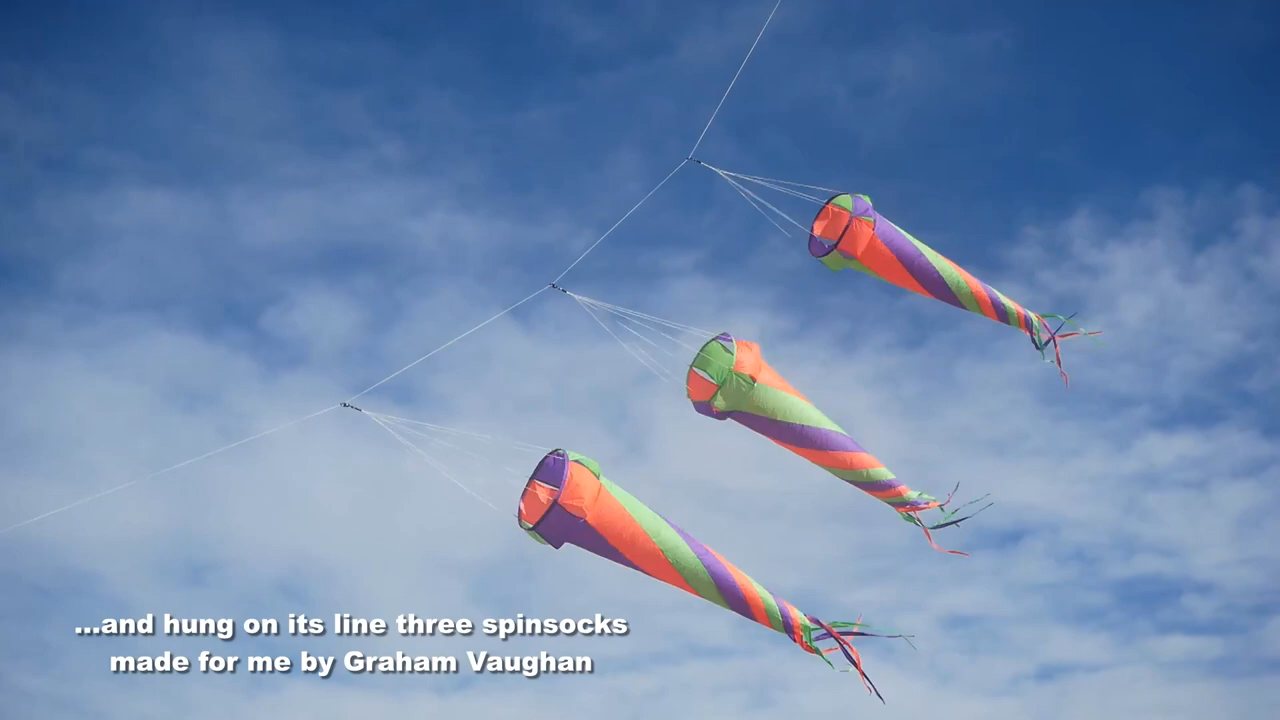 ...and hung on its line three spinsocks
made for me by Graham Vaughan